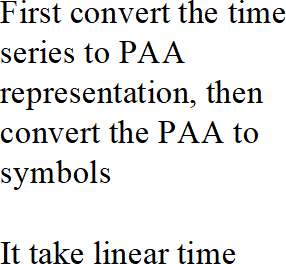 First convert the time
series to PAA
representation, then
convert the PAA to
symbols
It take linear time